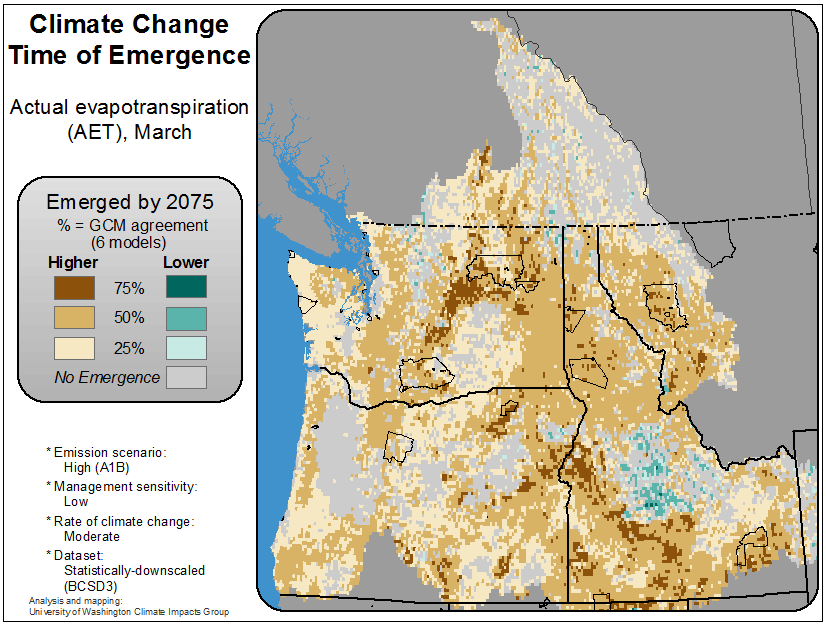 Climate Change
Time of Emergence
Actual evapotranspiration
(AET), March
Emerged by 2075
% = GCM agreement
(6 models)
Higher Lower
75%
50%
25%
No Emergence
* Emission scenario:
High (A1B)
* Management sensitivity:
Low
* Rate of climate change:
Moderate
* Dataset:
Statistically-downscaled
(BCSD3)
Analysis and mapping:
University of Washington Climate Impacts Group